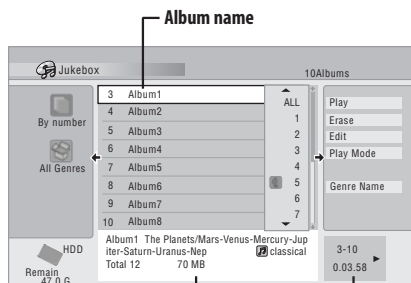 Album name
Jukebox
10Albums
By number
All Genres
3 Album1
4 Album2
5 Album3
6 Album4
7 Album5
8 Album6
9 Album7
10 Album8
ALL
1
2
3
4
5
6
7
Play
Erase
Edit
Play Mode
Genre Name
HDD
Remain
47.0 G
Album1 The Planets/Mars-Venus-Mercury-Jup
iter-Saturn-Uranus-Nep classical
Total 12 70 MB
3-10
0.03.58